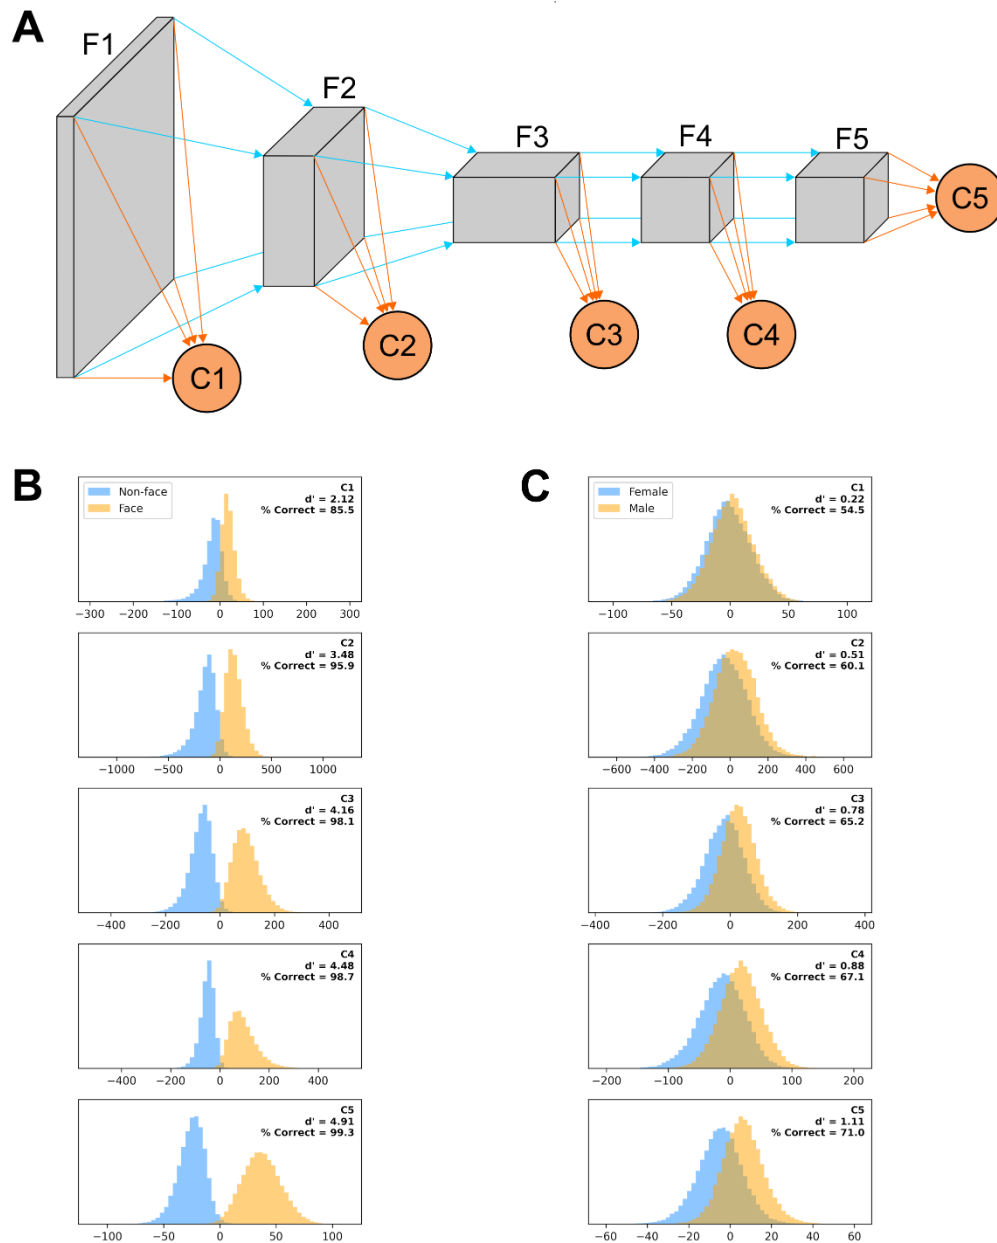 A
F1
F2
F3
F4
F5
C1
C2
C3
C4
C5
B
Non-face
Face
C1
d' = 2.12
% Correct = 85.5
−300 −200 −100 0 100 200 300
C2
d' = 3.48
% Correct = 95.9
−1000 −500 0 500 1000
C3
d' = 4.16
% Correct = 98.1
−400 −200 0 200 400
C4
d' = 4.48
% Correct = 98.7
−400 −200 0 200 400
C5
d' = 4.91
% Correct = 99.3
−100 −50 0 50 100
C
Female
Male
C1
d' = 0.22
% Correct = 54.5
−100 −50 0 50 100
C2
d' = 0.51
% Correct = 60.1
−600 −400 −200 0 200 400 600
C3
d' = 0.78
% Correct = 65.2
−400 −200 0 200 400
C4
d' = 0.88
% Correct = 67.1
−200 −100 0 100 200
C5
d' = 1.11
% Correct = 71.0
−60 −40 −20 0 20 40 60